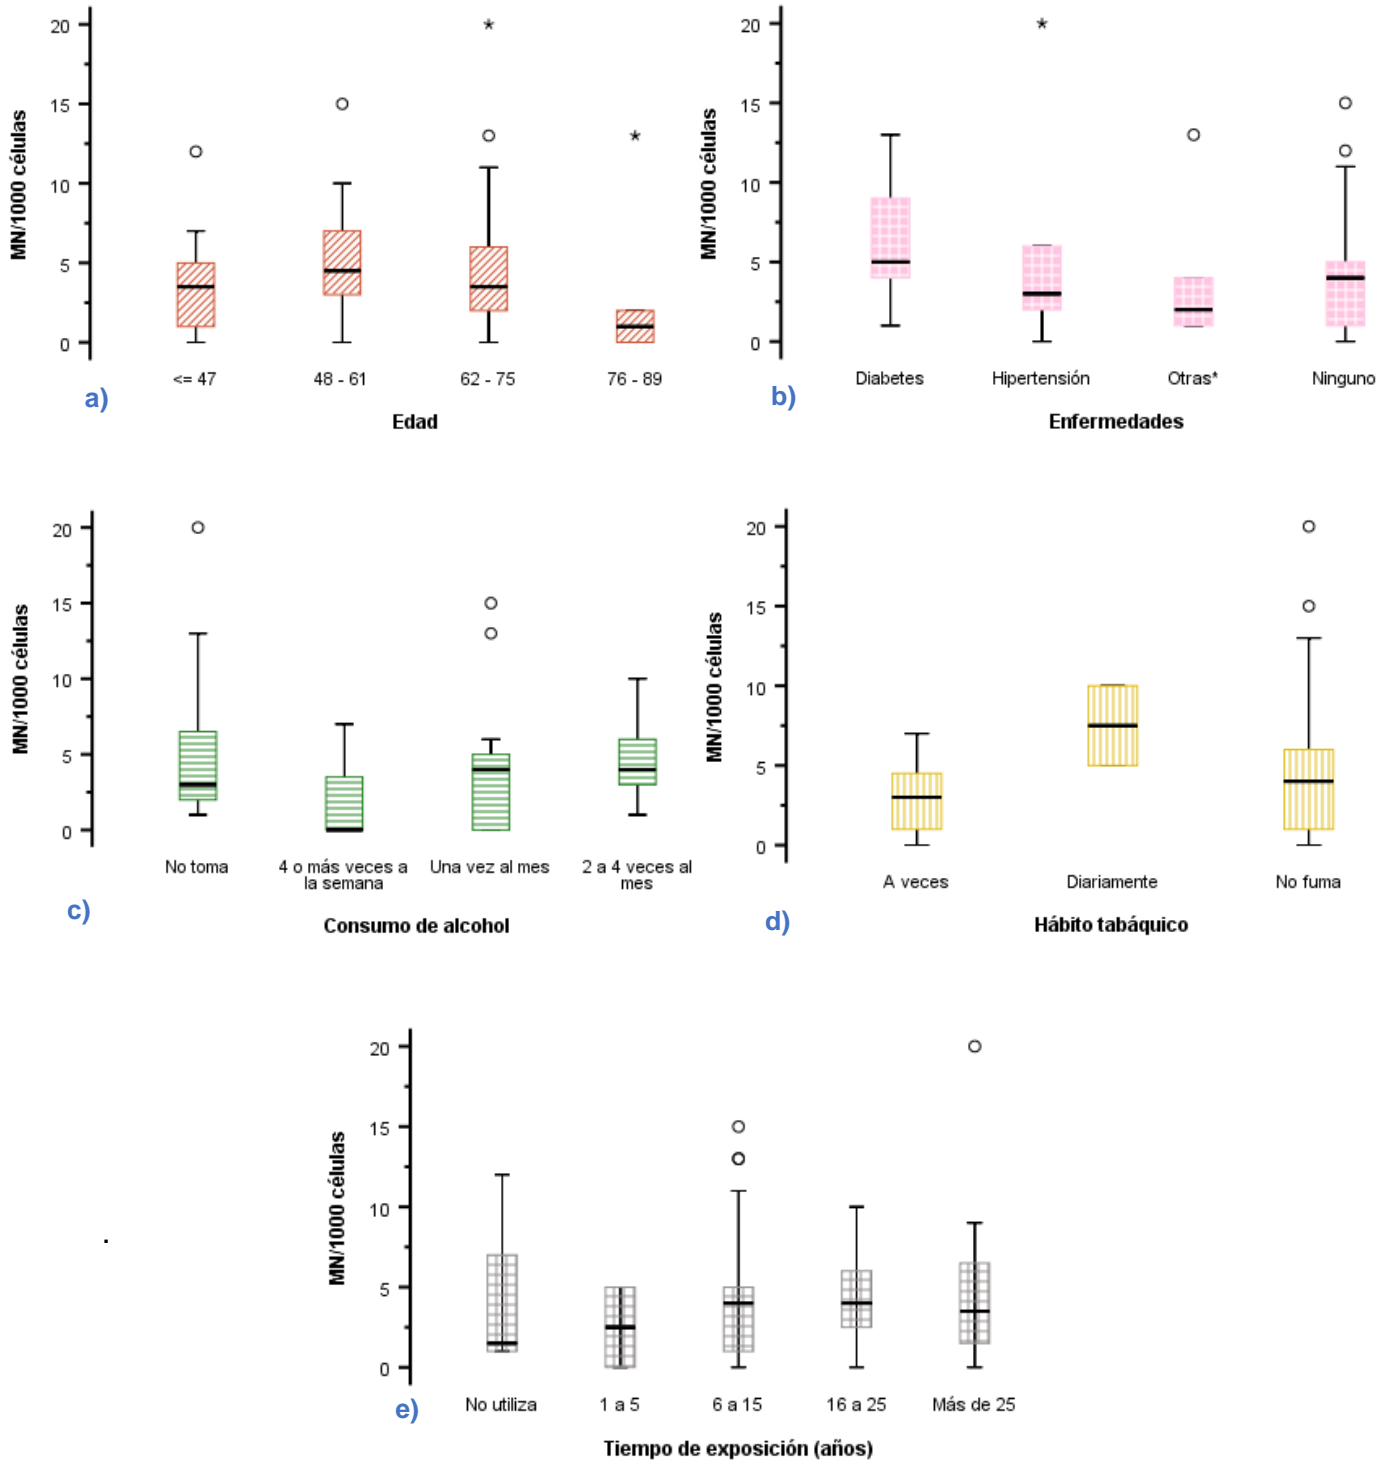 MN/1000 células
20
15
10
5
0
<= 47
48 - 61
62 - 75
76 - 89
a)
Edad
MN/1000 células
20
15
10
5
0
Diabetes
Hipertensión
Otras*
Ninguno
b)
Enfermedades
MN/1000 células
20
15
10
5
0
No toma
4 o más veces a
la semana
Una vez al mes
2 a 4 veces al
mes
c)
Consumo de alcohol
MN/1000 células
20
15
10
5
0
A veces
Diariamente
No fuma
d)
Hábito tabáquico
.
MN/1000 células
20
15
10
5
0
No utiliza
1 a 5
6 a 15
16 a 25
Más de 25
e)
Tiempo de exposición (años)